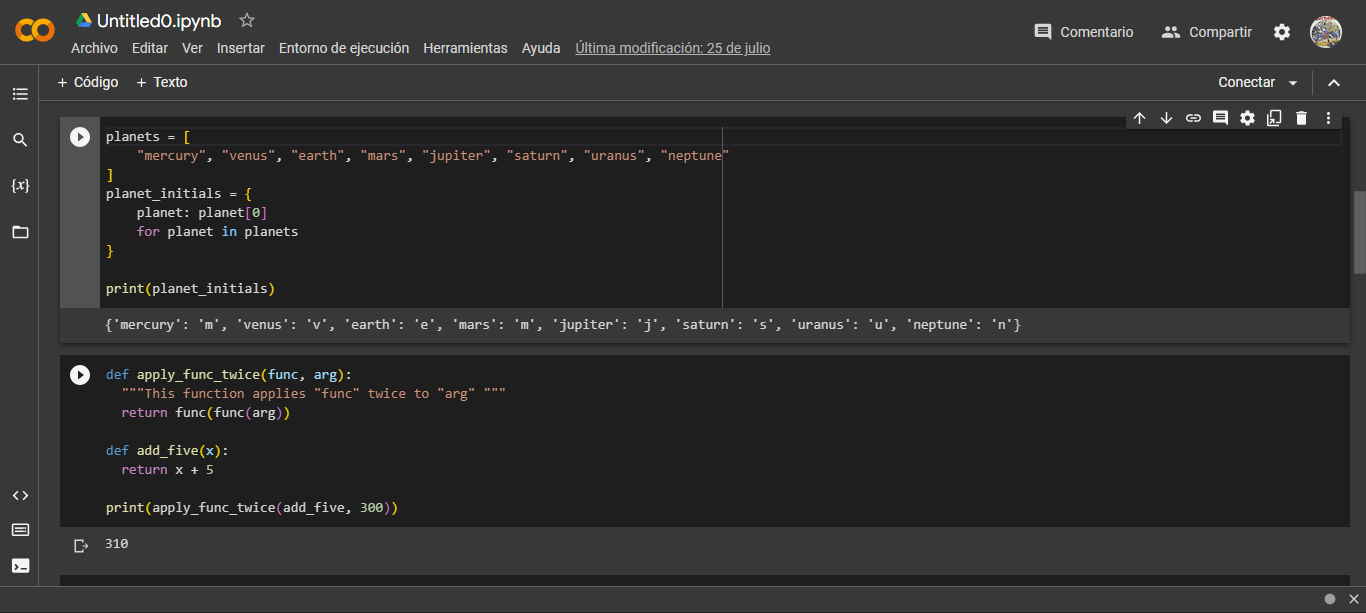 Untitled0.ipynb
Archivo Editar Ver Insertar Entorno de ejecución Herramientas Ayuda Última modificación: 25 de julio
Comentario Compartir
+ Código + Texto
Conectar
{x}
planets = [
    "mercury", "venus", "earth", "mars", "jupiter", "saturn", "uranus", "neptune"
]
planet_initials = {
    planet: planet[0]
    for planet in planets
}
print(planet_initials)
{'mercury': 'm', 'venus': 'v', 'earth': 'e', 'mars': 'm', 'jupiter': 'j', 'saturn': 's', 'uranus': 'u', 'neptune': 'n'}
def apply_func_twice(func, arg):
  """This function applies "func" twice to "arg" """
  return func(func(arg))
def add_five(x):
  return x + 5
print(apply_func_twice(add_five, 300))
310